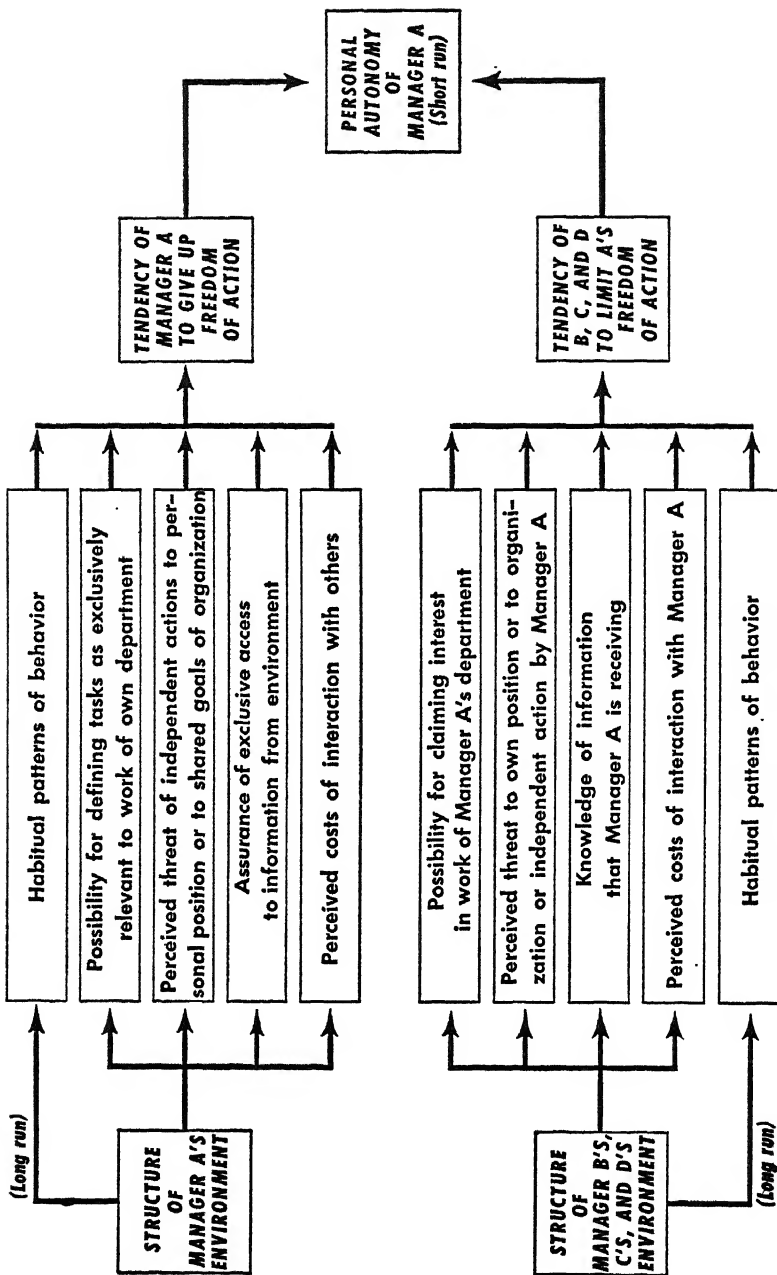 (Long run)
STRUCTURE
OF
MANAGER A'S
ENVIRONMENT
Habitual patterns of behavior
Possibility for defining tasks as exclusively
relevant to work of own department
Perceived threat of independent actions to per-
sonal position or to shared goals of organization
Assurance of exclusive access
to information from environment
Perceived costs of interaction with others
TENDENCY OF
MANAGER A
TO GIVE UP
FREEDOM
OF ACTION
PERSONAL
AUTONOMY
OF
MANAGER A
(Short run)
STRUCTURE
OF
MANAGER B'S,
C'S, AND D'S
ENVIRONMENT
(Long run)
Possibility for claiming interest
in work of Manager A's department
Perceived threat to own position or to organi-
zation or independent action by Manager A
Knowledge of information
that Manager A is receiving
Perceived costs of interaction with Manager A
Habitual patterns of behavior
TENDENCY OF
B, C, AND D
TO LIMIT A'S
FREEDOM
OF ACTION